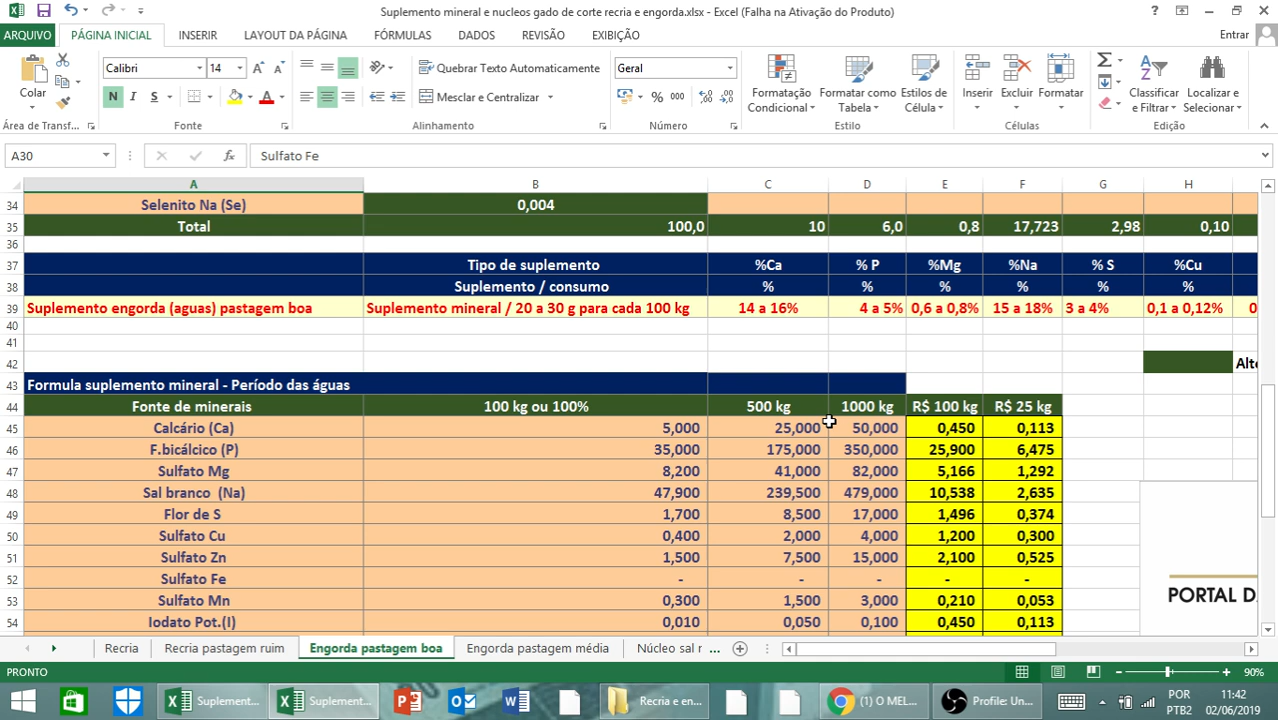 Suplemento mineral e nucleos gado de corte recria e engorda.xlsx - Excel (Falha na Ativação do Produto)
ARQUIVO PÁGINA INICIAL INSERIR LAYOUT DA PÁGINA FÓRMULAS DADOS REVISÃO EXIBIÇÃO Entrar
Colar
Calibri 14
Quebrar Texto Automaticamente
Geral
N I S
Mesclar e Centralizar
% 000
Formatação Condicional
Formatar como Tabela
Estilos de Célula
Inserir Excluir Formatar
Classificar e Filtrar
Localizar e Selecionar
Área de Transf... Fonte Alinhamento Número Estilo Células Edição
A30 fx Sulfato Fe
A B C D E F G H
34 Selenito Na (Se) 0,004
35 Total 100,0 10 6,0 0,8 17,723 2,98 0,10
36
37 Tipo de suplemento %Ca % P %Mg %Na % S %Cu
38 Suplemento / consumo % % % % % %
39 Suplemento engorda (aguas) pastagem boa Suplemento mineral / 20 a 30 g para cada 100 kg 14 a 16% 4 a 5% 0,6 a 0,8% 15 a 18% 3 a 4% 0,1 a 0,12% 0
40
41
42 Alte
43 Formula suplemento mineral - Período das águas
44 Fonte de minerais 100 kg ou 100% 500 kg 1000 kg R$ 100 kg R$ 25 kg
45 Calcário (Ca) 5,000 25,000 50,000 0,450 0,113
46 F.bicálcico (P) 35,000 175,000 350,000 25,900 6,475
47 Sulfato Mg 8,200 41,000 82,000 5,166 1,292
48 Sal branco (Na) 47,900 239,500 479,000 10,538 2,635
49 Flor de S 1,700 8,500 17,000 1,496 0,374
50 Sulfato Cu 0,400 2,000 4,000 1,200 0,300
51 Sulfato Zn 1,500 7,500 15,000 2,100 0,525
52 Sulfato Fe - - - - -
53 Sulfato Mn 0,300 1,500 3,000 0,210 0,053
54 Iodato Pot.(I) 0,010 0,050 0,100 0,450 0,113
PORTAL D
Recria Recria pastagem ruim Engorda pastagem boa Engorda pastagem média Núcleo sal r ...
PRONTO 90%
Suplement... Suplement... Recria e en... (1) O MEL... Profile: Un...
POR 11:42
PTB2 02/06/2019